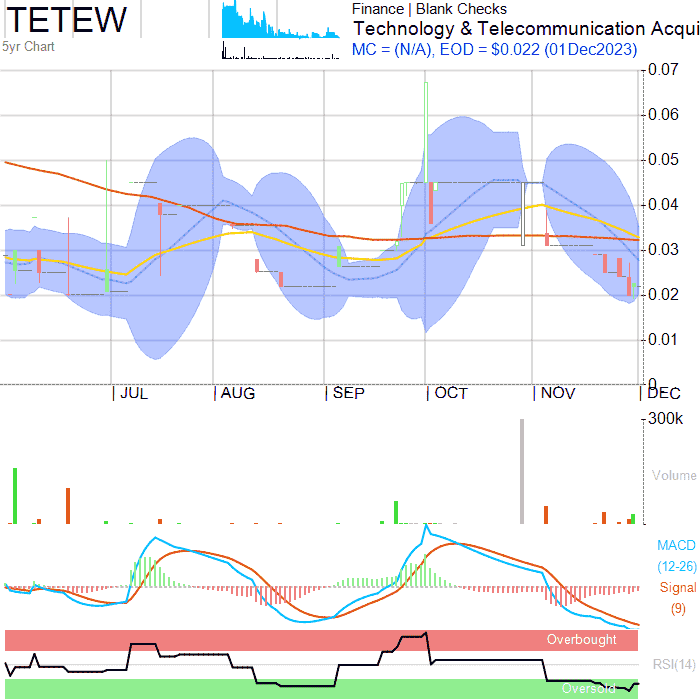 TETEW
5yr Chart
Finance | Blank Checks
Technology & Telecommunication Acqui
MC = (N/A), EOD = $0.022 (01Dec2023)
0.07
0.06
0.05
0.04
0.03
0.02
0.01
0
JUL AUG SEP OCT NOV DEC
300k
Volume
MACD
(12-26)
Signal
(9)
Overbought
RSI(14)
Oversold